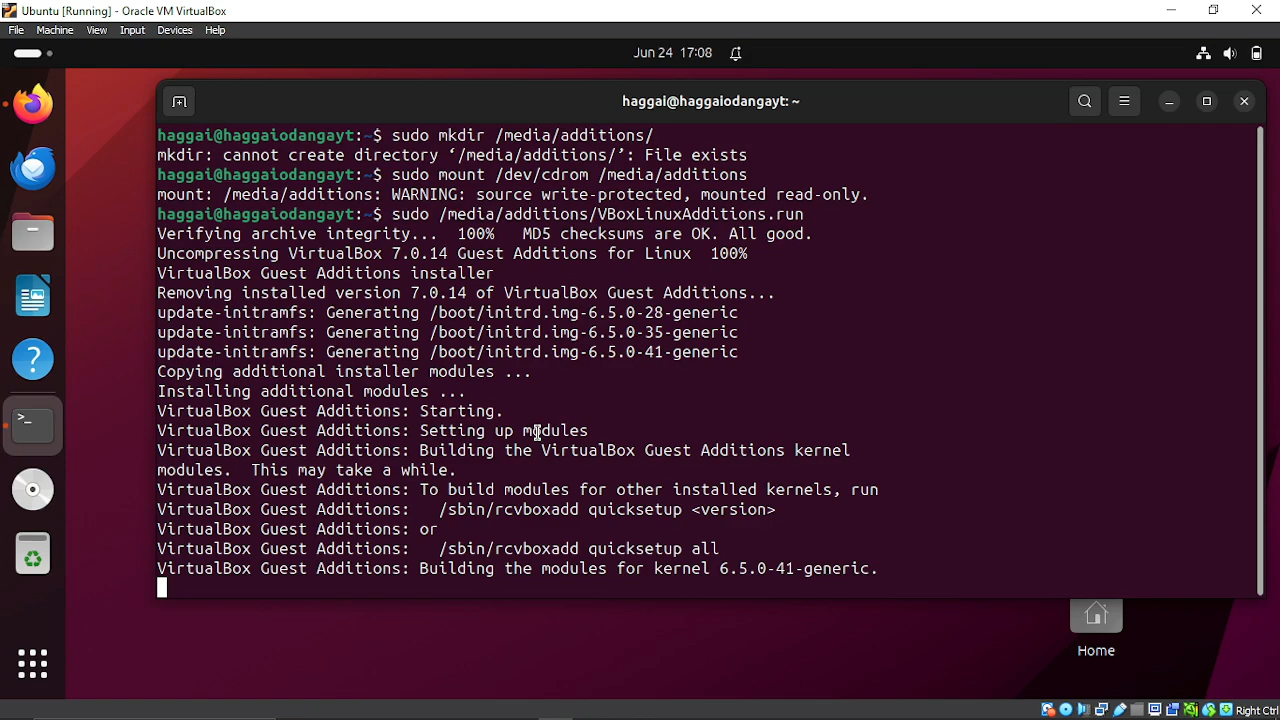 Ubuntu [Running] - Oracle VM VirtualBox
File Machine View Input Devices Help
Jun 24 17:08
haggai@haggaiodangayt: ~
haggai@haggaiodangayt:~$ sudo mkdir /media/additions/
mkdir: cannot create directory ‘/media/additions/’: File exists
haggai@haggaiodangayt:~$ sudo mount /dev/cdrom /media/additions
mount: /media/additions: WARNING: source write-protected, mounted read-only.
haggai@haggaiodangayt:~$ sudo /media/additions/VBoxLinuxAdditions.run
Verifying archive integrity... 100% MD5 checksums are OK. All good.
Uncompressing VirtualBox 7.0.14 Guest Additions for Linux 100%
VirtualBox Guest Additions installer
Removing installed version 7.0.14 of VirtualBox Guest Additions...
update-initramfs: Generating /boot/initrd.img-6.5.0-28-generic
update-initramfs: Generating /boot/initrd.img-6.5.0-35-generic
update-initramfs: Generating /boot/initrd.img-6.5.0-41-generic
Copying additional installer modules ...
Installing additional modules ...
VirtualBox Guest Additions: Starting.
VirtualBox Guest Additions: Setting up modules
VirtualBox Guest Additions: Building the VirtualBox Guest Additions kernel
modules. This may take a while.
VirtualBox Guest Additions: To build modules for other installed kernels, run
VirtualBox Guest Additions: /sbin/rcvboxadd quicksetup <version>
VirtualBox Guest Additions: or
VirtualBox Guest Additions: /sbin/rcvboxadd quicksetup all
VirtualBox Guest Additions: Building the modules for kernel 6.5.0-41-generic.
Home
Right Ctrl